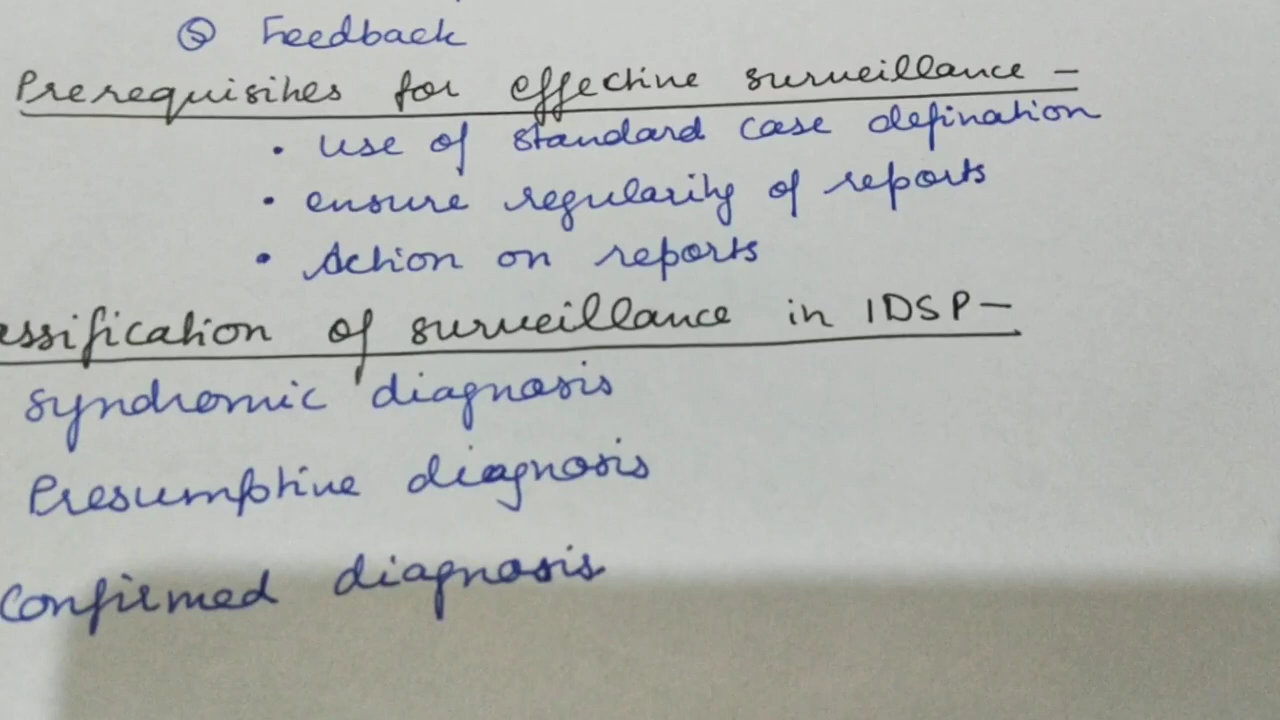 ⑤ Feedback
Prerequisites for effective surveillance -
• use of standard case defination
• ensure regularity of reports
• Action on reports
essification of surveillance in IDSP-
Syndromic diagnosis
Presumptive diagnosis
Confirmed diagnosis